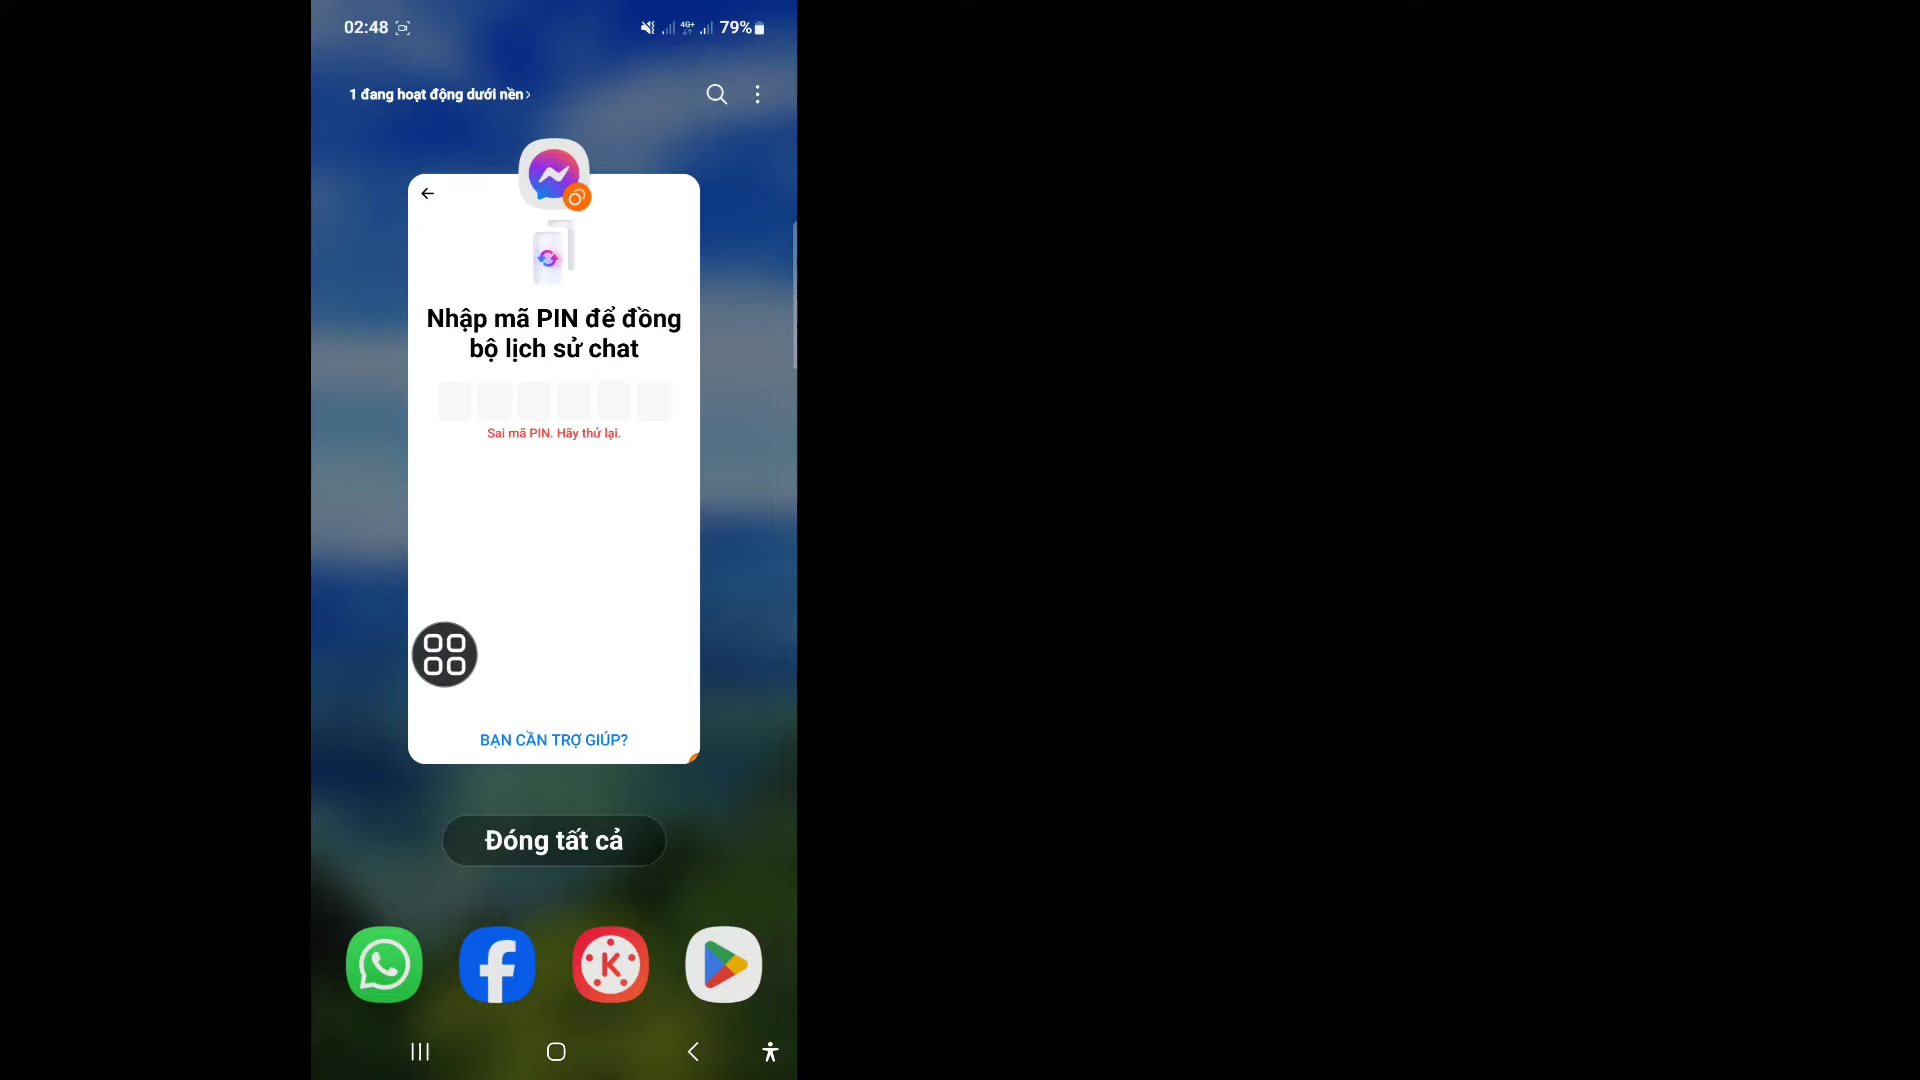 02:48
4G+
79%
1 đang hoạt động dưới nền
Nhập mã PIN để đồng
bộ lịch sử chat
Sai mã PIN. Hãy thử lại.
BẠN CẦN TRỢ GIÚP?
Đóng tất cả
K